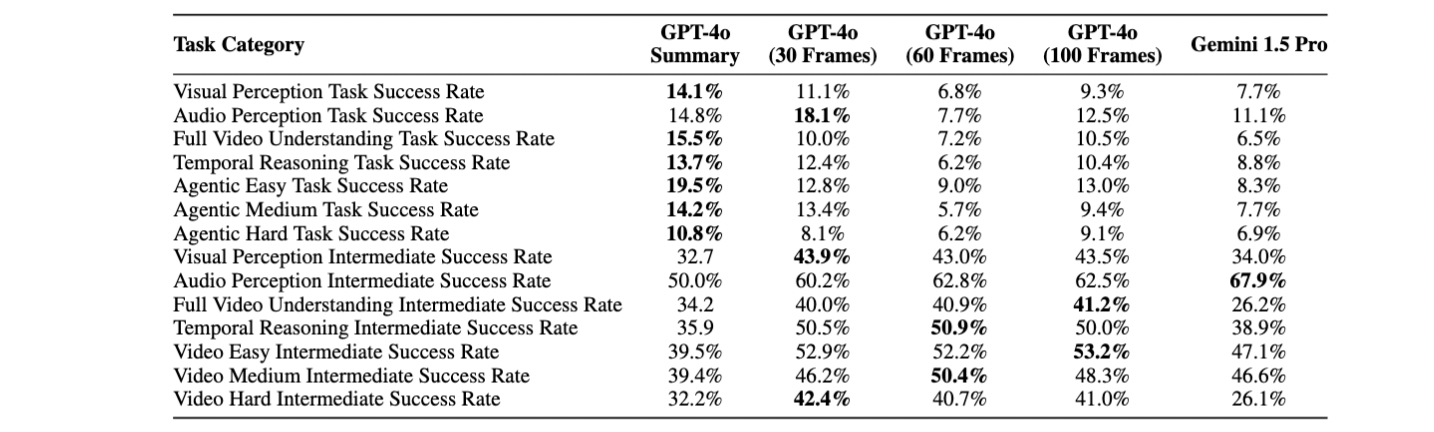 Task Category GPT-4o Summary GPT-4o (30 Frames) GPT-4o (60 Frames) GPT-4o (100 Frames) Gemini 1.5 Pro
Visual Perception Task Success Rate 14.1% 11.1% 6.8% 9.3% 7.7%
Audio Perception Task Success Rate 14.8% 18.1% 7.7% 12.5% 11.1%
Full Video Understanding Task Success Rate 15.5% 10.0% 7.2% 10.5% 6.5%
Temporal Reasoning Task Success Rate 13.7% 12.4% 6.2% 10.4% 8.8%
Agentic Easy Task Success Rate 19.5% 12.8% 9.0% 13.0% 8.3%
Agentic Medium Task Success Rate 14.2% 13.4% 5.7% 9.4% 7.7%
Agentic Hard Task Success Rate 10.8% 8.1% 6.2% 9.1% 6.9%
Visual Perception Intermediate Success Rate 32.7 43.9% 43.0% 43.5% 34.0%
Audio Perception Intermediate Success Rate 50.0% 60.2% 62.8% 62.5% 67.9%
Full Video Understanding Intermediate Success Rate 34.2 40.0% 40.9% 41.2% 26.2%
Temporal Reasoning Intermediate Success Rate 35.9 50.5% 50.9% 50.0% 38.9%
Video Easy Intermediate Success Rate 39.5% 52.9% 52.2% 53.2% 47.1%
Video Medium Intermediate Success Rate 39.4% 46.2% 50.4% 48.3% 46.6%
Video Hard Intermediate Success Rate 32.2% 42.4% 40.7% 41.0% 26.1%